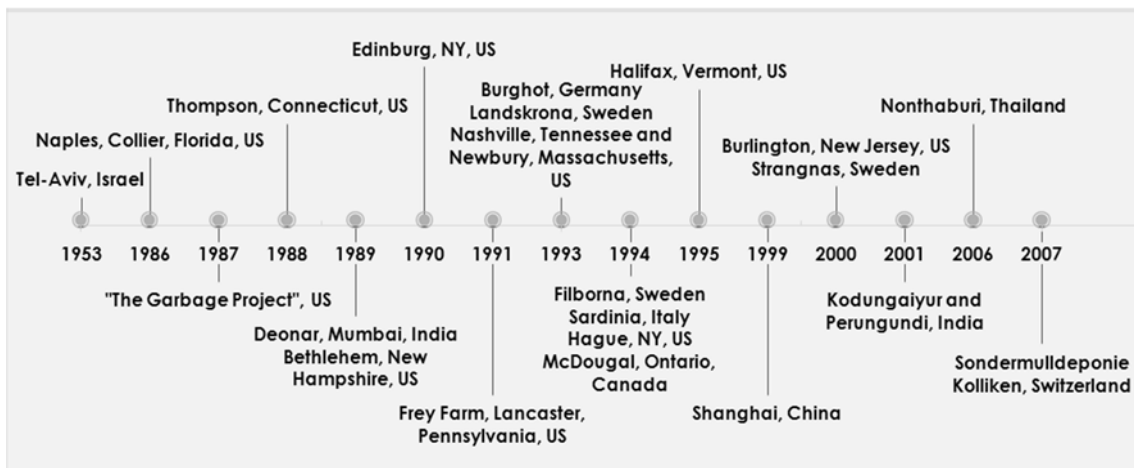 Edinburg, NY, US
Halifax, Vermont, US
Burghot, Germany
Landskrona, Sweden
Nashville, Tennessee and
Newbury, Massachusetts,
US
Thompson, Connecticut, US
Nonthaburi, Thailand
Naples, Collier, Florida, US
Burlington, New Jersey, US
Strangnas, Sweden
Tel-Aviv, Israel
1953 1986 1987 1988 1989 1990 1991 1993 1994 1995 1999 2000 2001 2006 2007
"The Garbage Project", US
Filborna, Sweden
Sardinia, Italy
Hague, NY, US
McDougal, Ontario,
Canada
Kodungaiyur and
Perungundi, India
Deonar, Mumbai, India
Bethlehem, New
Hampshire, US
Sondermulldeponie
Kolliken, Switzerland
Frey Farm, Lancaster,
Pennsylvania, US
Shanghai, China